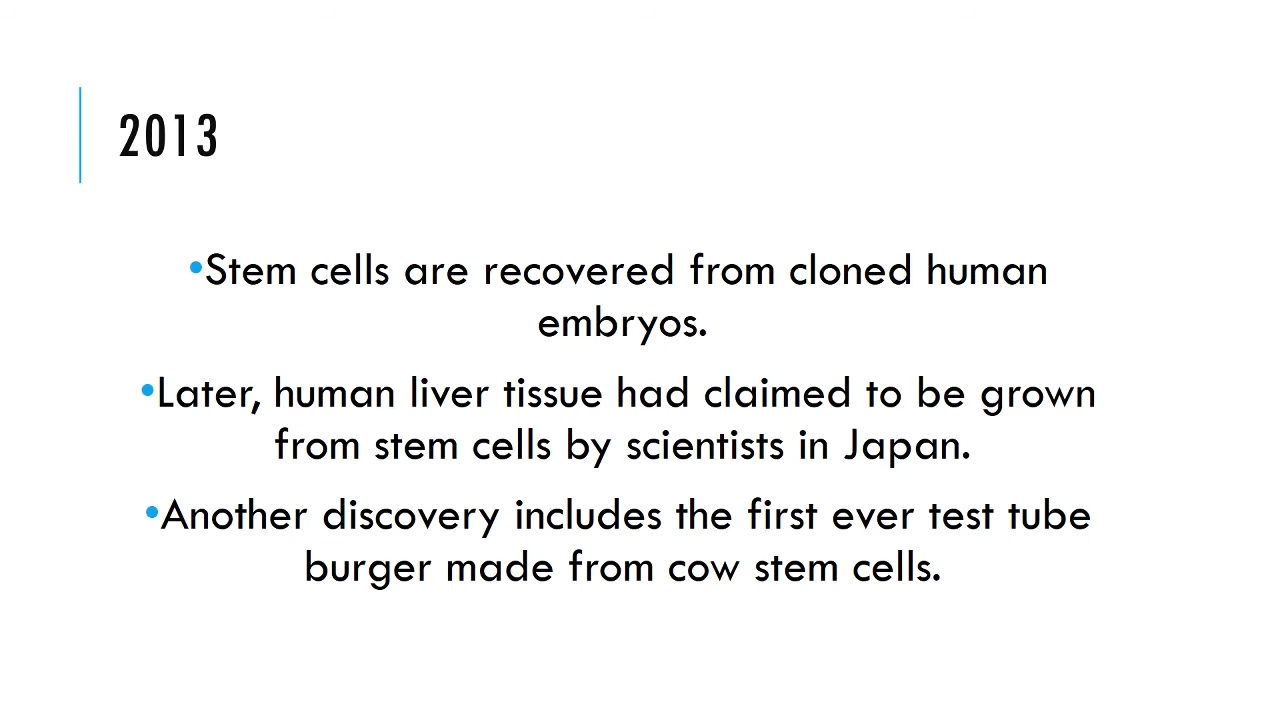 2013
•Stem cells are recovered from cloned human
embryos.
•Later, human liver tissue had claimed to be grown
from stem cells by scientists in Japan.
•Another discovery includes the first ever test tube
burger made from cow stem cells.